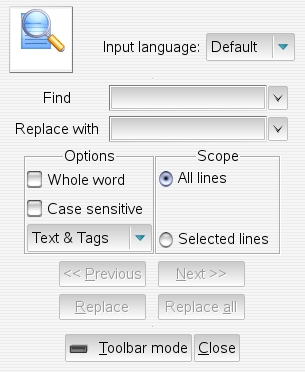 Input language: Default
Find
Replace with
Options
Scope
Whole word
All lines
Case sensitive
Text & Tags
Selected lines
<< Previous
Next >>
Replace
Replace all
Toolbar mode
Close